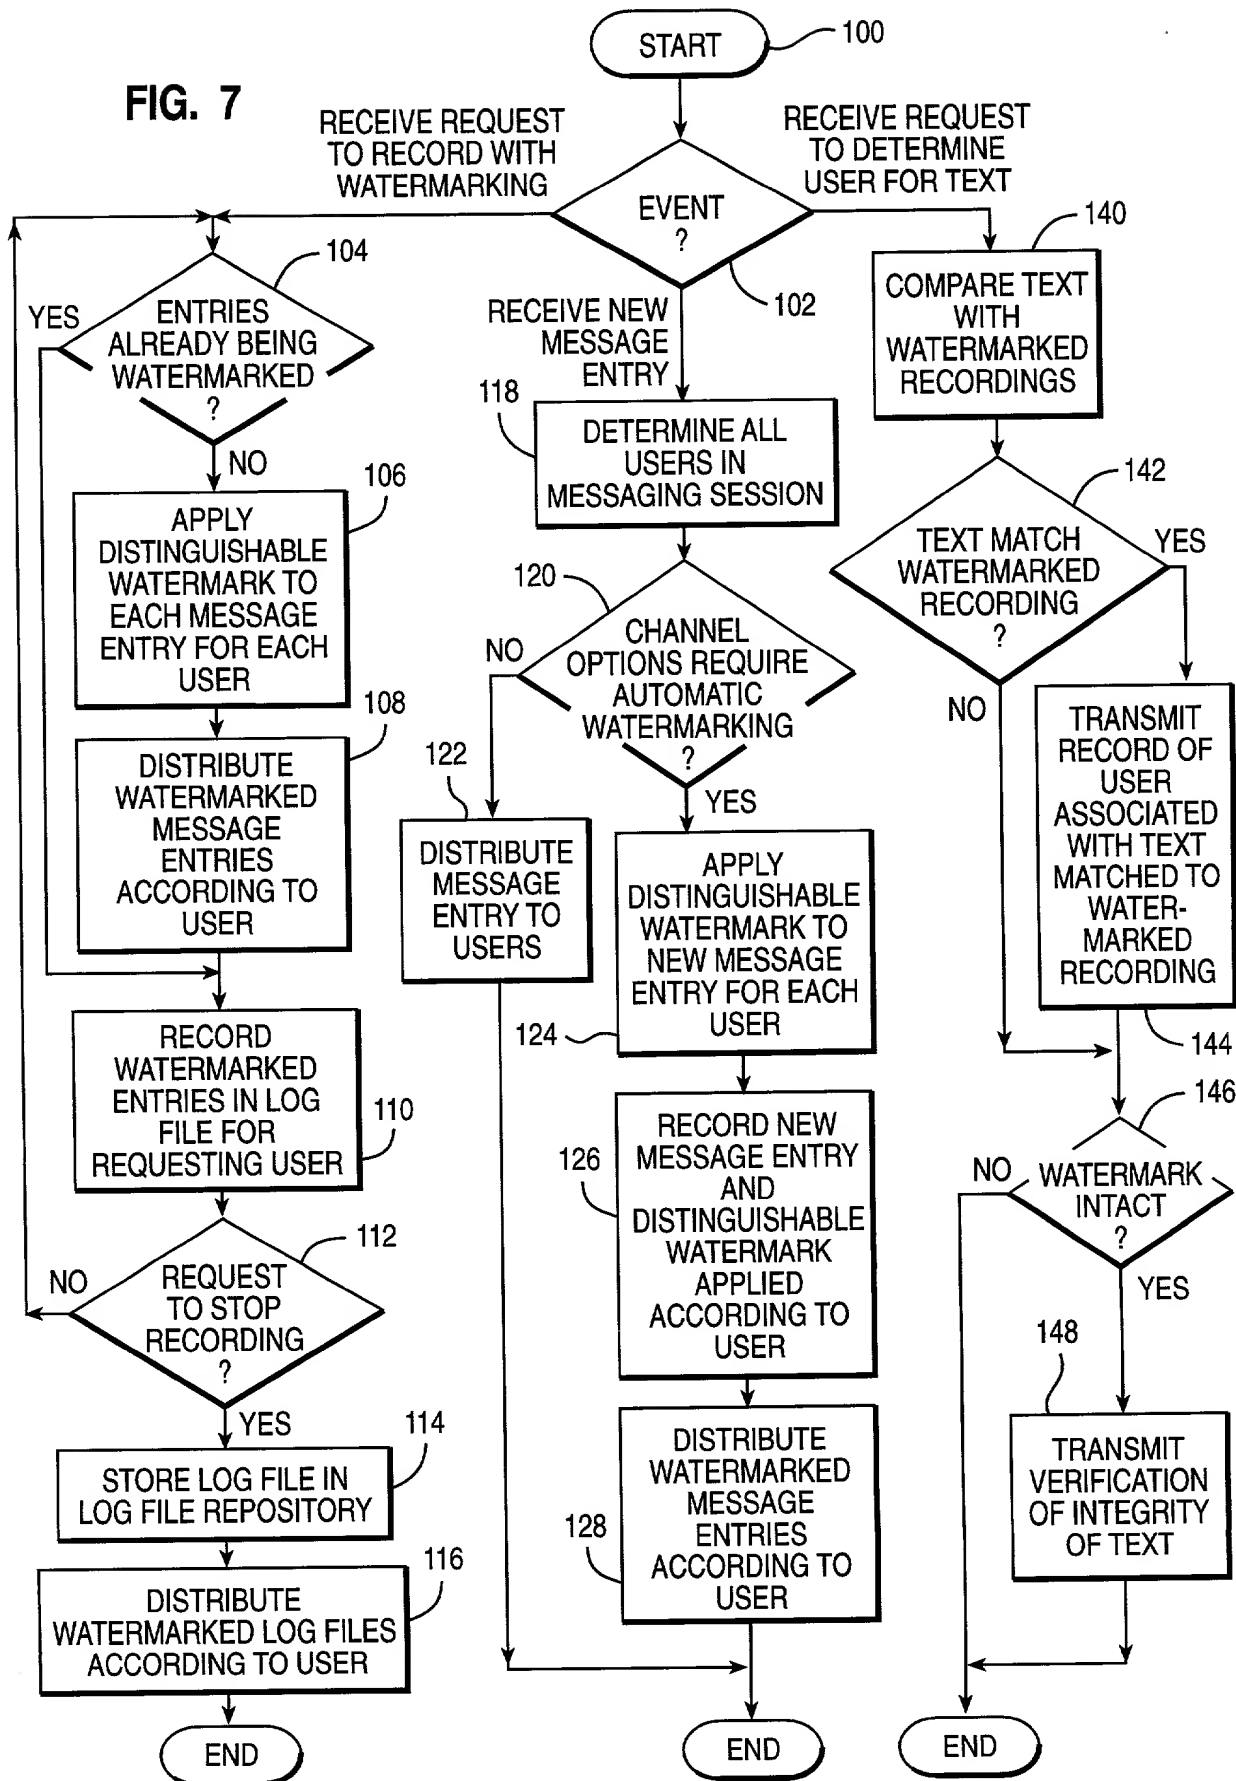 START
100
FIG. 7
RECEIVE REQUEST
TO RECORD WITH
WATERMARKING
RECEIVE REQUEST
TO DETERMINE
USER FOR TEXT
EVENT
?
102
104
YES
ENTRIES
ALREADY BEING
WATERMARKED
?
NO
106
APPLY
DISTINGUISHABLE
WATERMARK TO
EACH MESSAGE
ENTRY FOR EACH
USER
108
DISTRIBUTE
WATERMARKED
MESSAGE
ENTRIES
ACCORDING TO
USER
RECORD
WATERMARKED
ENTRIES IN LOG
FILE FOR
REQUESTING USER
110
112
NO
REQUEST
TO STOP
RECORDING
?
YES
114
STORE LOG FILE IN
LOG FILE REPOSITORY
116
DISTRIBUTE
WATERMARKED LOG FILES
ACCORDING TO USER
END
RECEIVE NEW
MESSAGE
ENTRY
118
DETERMINE ALL
USERS IN
MESSAGING SESSION
120
NO
CHANNEL
OPTIONS REQUIRE
AUTOMATIC
WATERMARKING
?
YES
122
DISTRIBUTE
MESSAGE
ENTRY TO
USERS
APPLY
DISTINGUISHABLE
WATERMARK TO
NEW MESSAGE
ENTRY FOR EACH
USER
124
126
RECORD NEW
MESSAGE ENTRY
AND
DISTINGUISHABLE
WATERMARK
APPLIED
ACCORDING TO
USER
128
DISTRIBUTE
WATERMARKED
MESSAGE
ENTRIES
ACCORDING TO
USER
END
140
COMPARE TEXT
WITH
WATERMARKED
RECORDINGS
142
TEXT MATCH
WATERMARKED
RECORDING
?
YES
NO
TRANSMIT
RECORD OF
USER
ASSOCIATED
WITH TEXT
MATCHED TO
WATER-
MARKED
RECORDING
144
146
NO
WATERMARK
INTACT
?
YES
148
TRANSMIT
VERIFICATION
OF INTEGRITY
OF TEXT
END